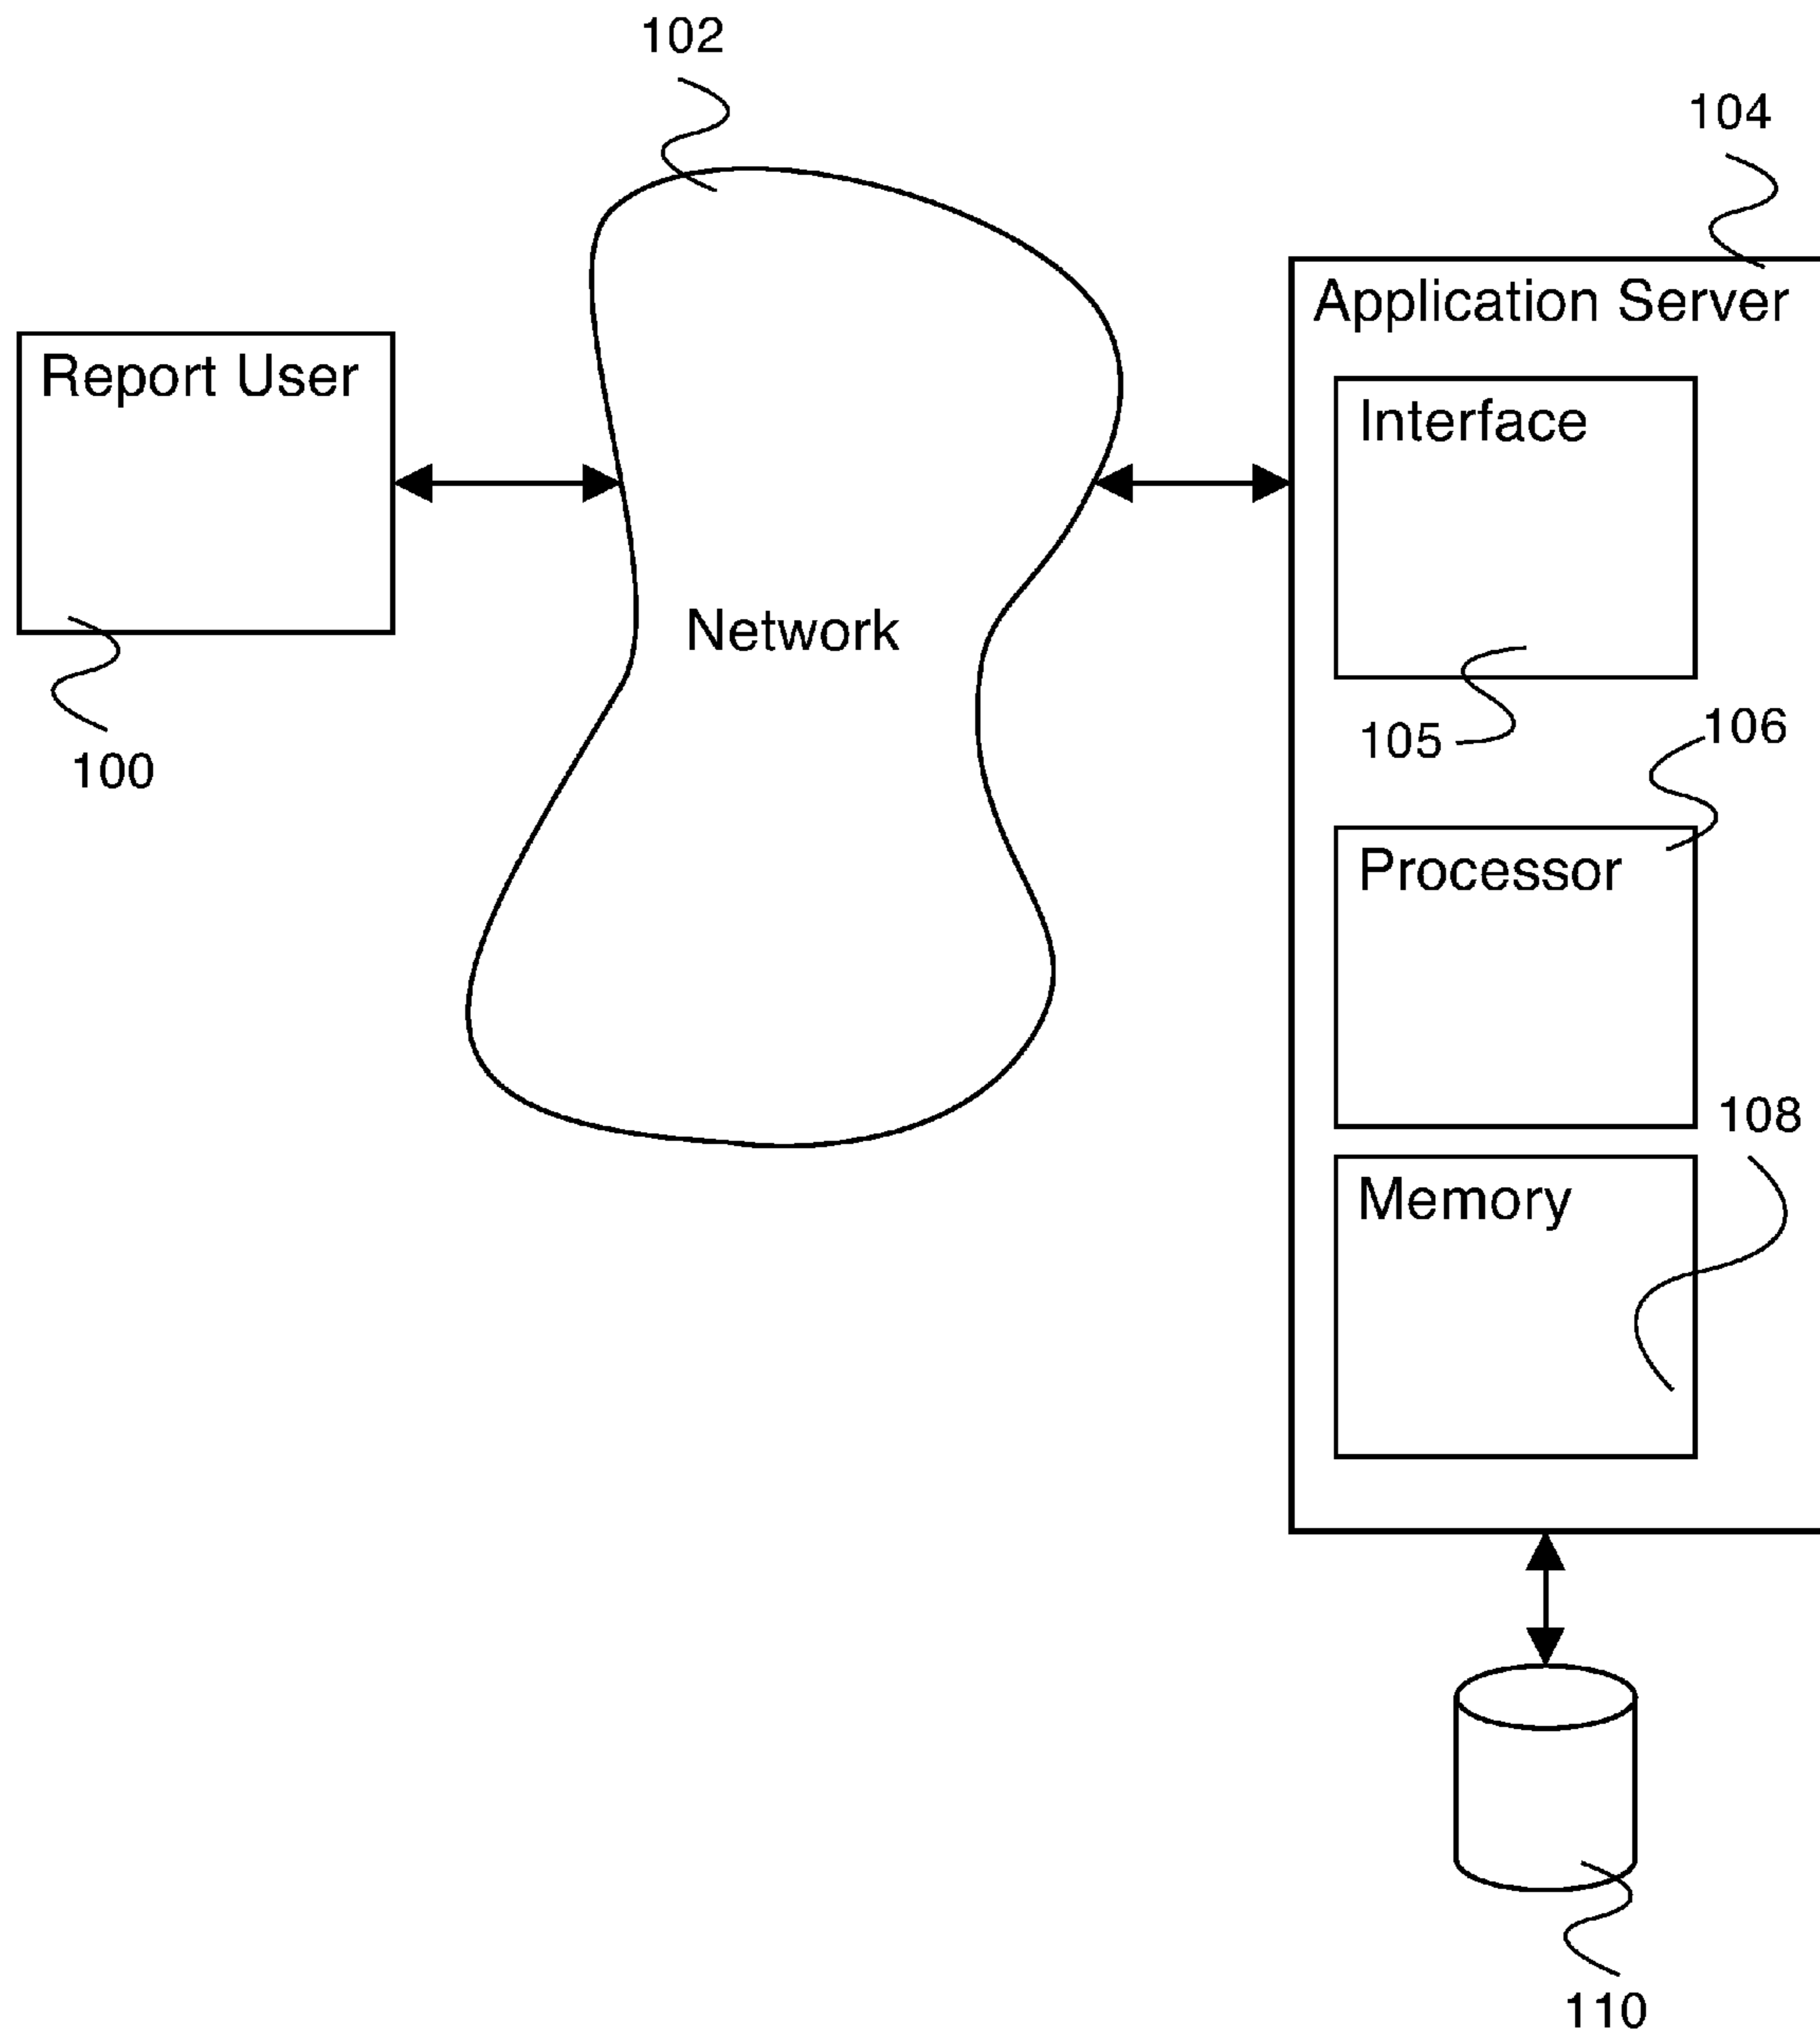 102
104
Application Server
Report User
Interface
Network
105
106
100
Processor
108
Memory
110